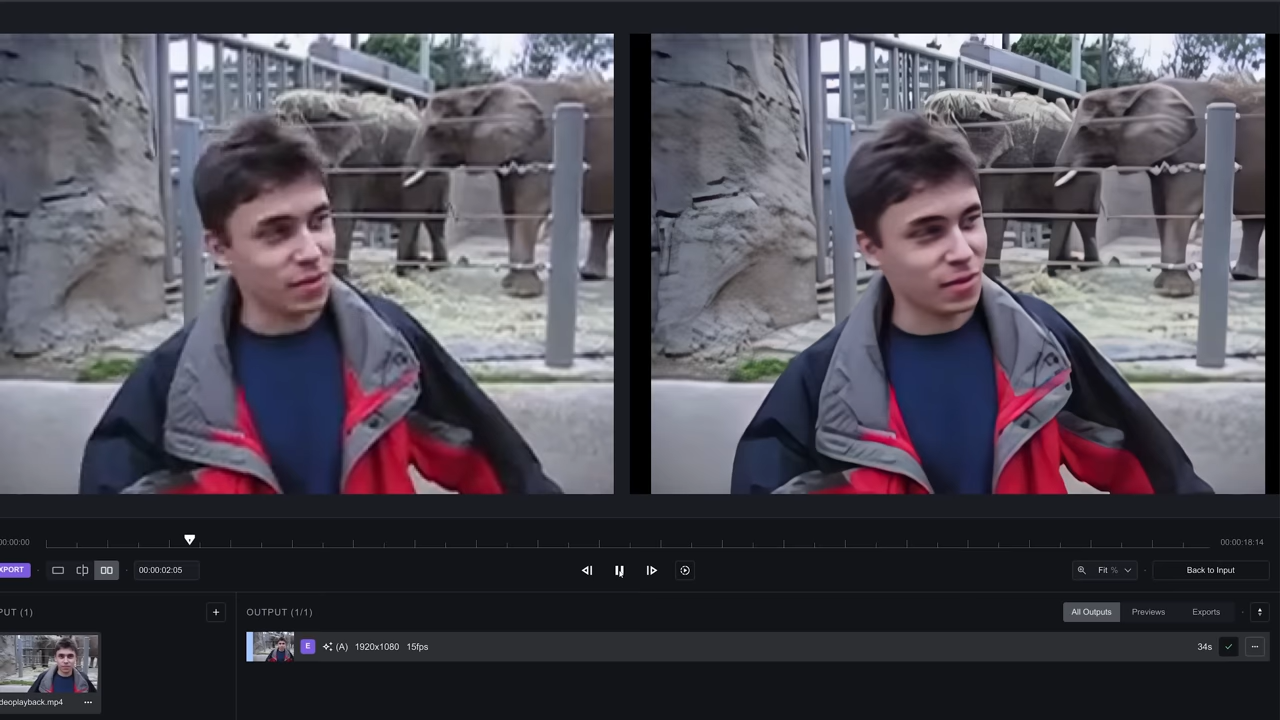 00:00:00
00:00:18:14
XPORT
00:00:02:05
Fit %
Back to Input
PUT (1)
OUTPUT (1/1)
All Outputs
Previews
Exports
E
(A) 1920x1080 15fps
34s
deoplayback.mp4